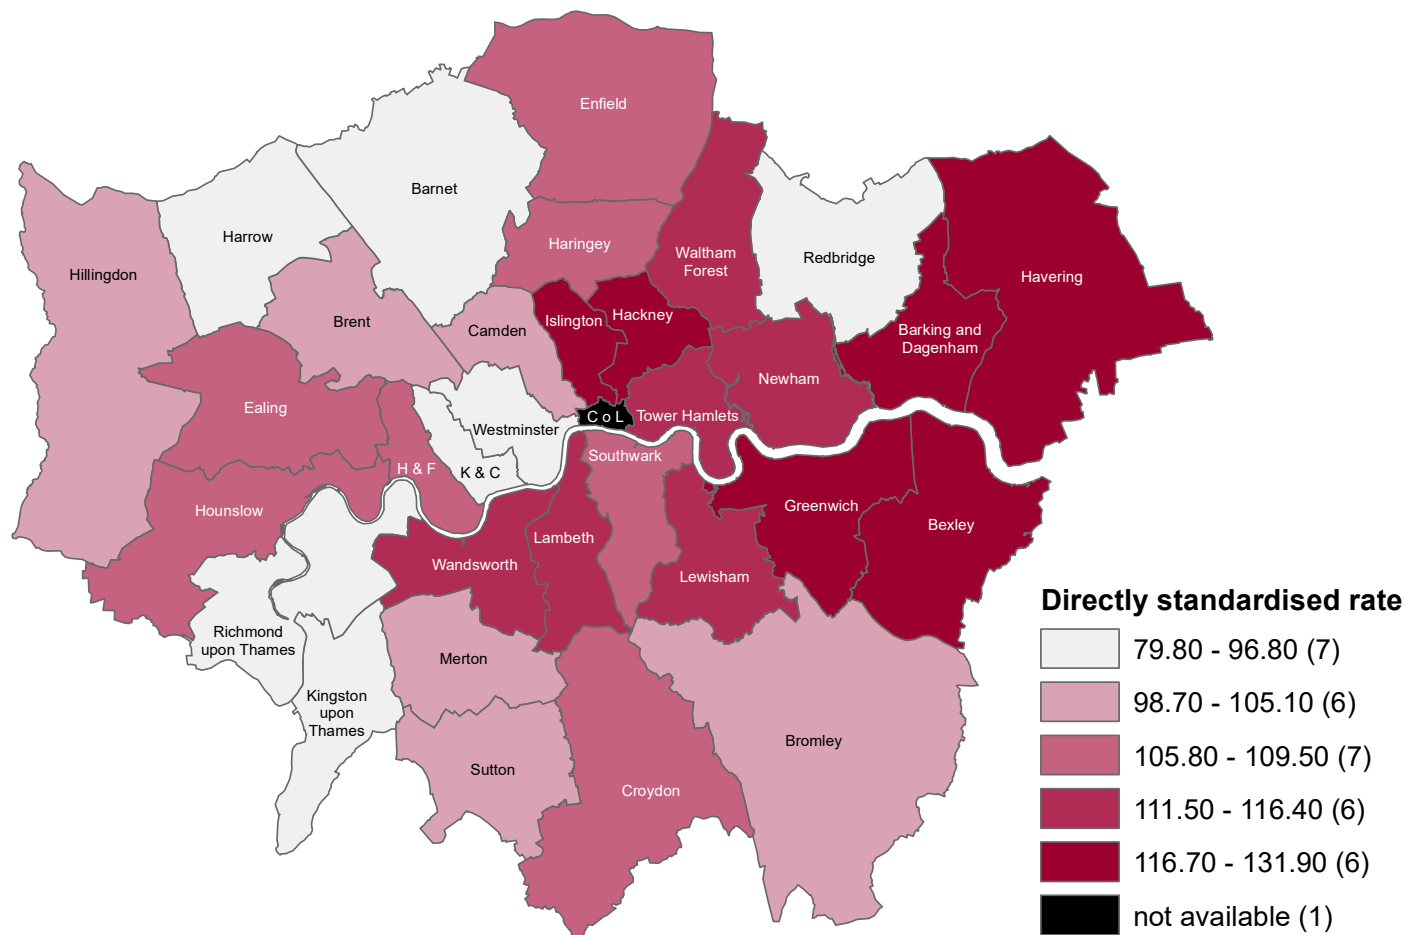 Enfield
Barnet
Harrow
Haringey
Waltham
Forest
Redbridge
Hillingdon
Havering
Brent
Camden
Islington
Hackney
Barking and
Dagenham
Newham
Ealing
Westminster
C o L
Tower Hamlets
H & F
K & C
Southwark
Hounslow
Greenwich
Bexley
Lambeth
Wandsworth
Lewisham
Richmond
upon Thames
Merton
Kingston
upon
Thames
Bromley
Sutton
Croydon
Directly standardised rate
79.80 - 96.80 (7)
98.70 - 105.10 (6)
105.80 - 109.50 (7)
111.50 - 116.40 (6)
116.70 - 131.90 (6)
not available (1)